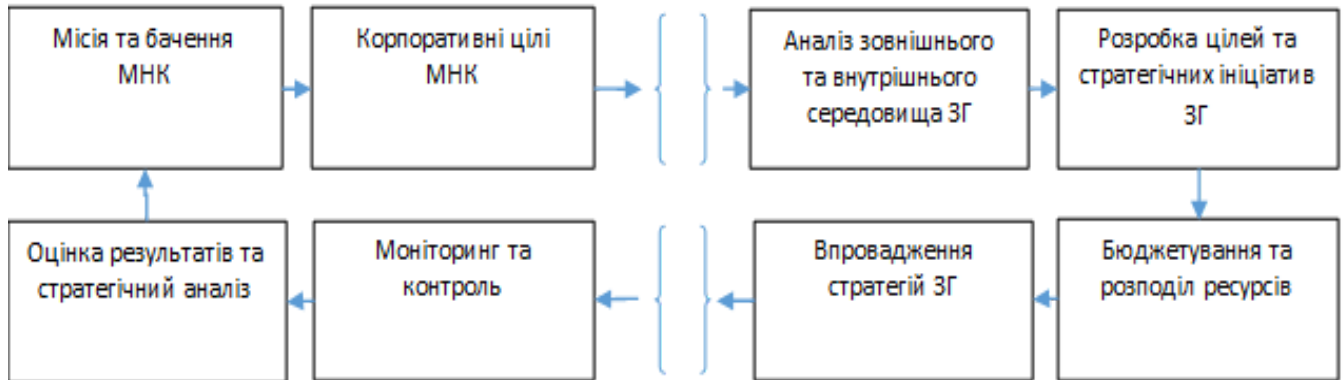 Місія та бачення
МНК
Корпоративні цілі
МНК
Аналіз зовнішнього
та внутрішнього
середовища ЗГ
Розробка цілей та
стратегічних ініціатив
ЗГ
Оцінка результатів та
стратегічний аналіз
Моніторинг та
контроль
Впровадження
стратегій ЗГ
Бюджетування та
розподіл ресурсів